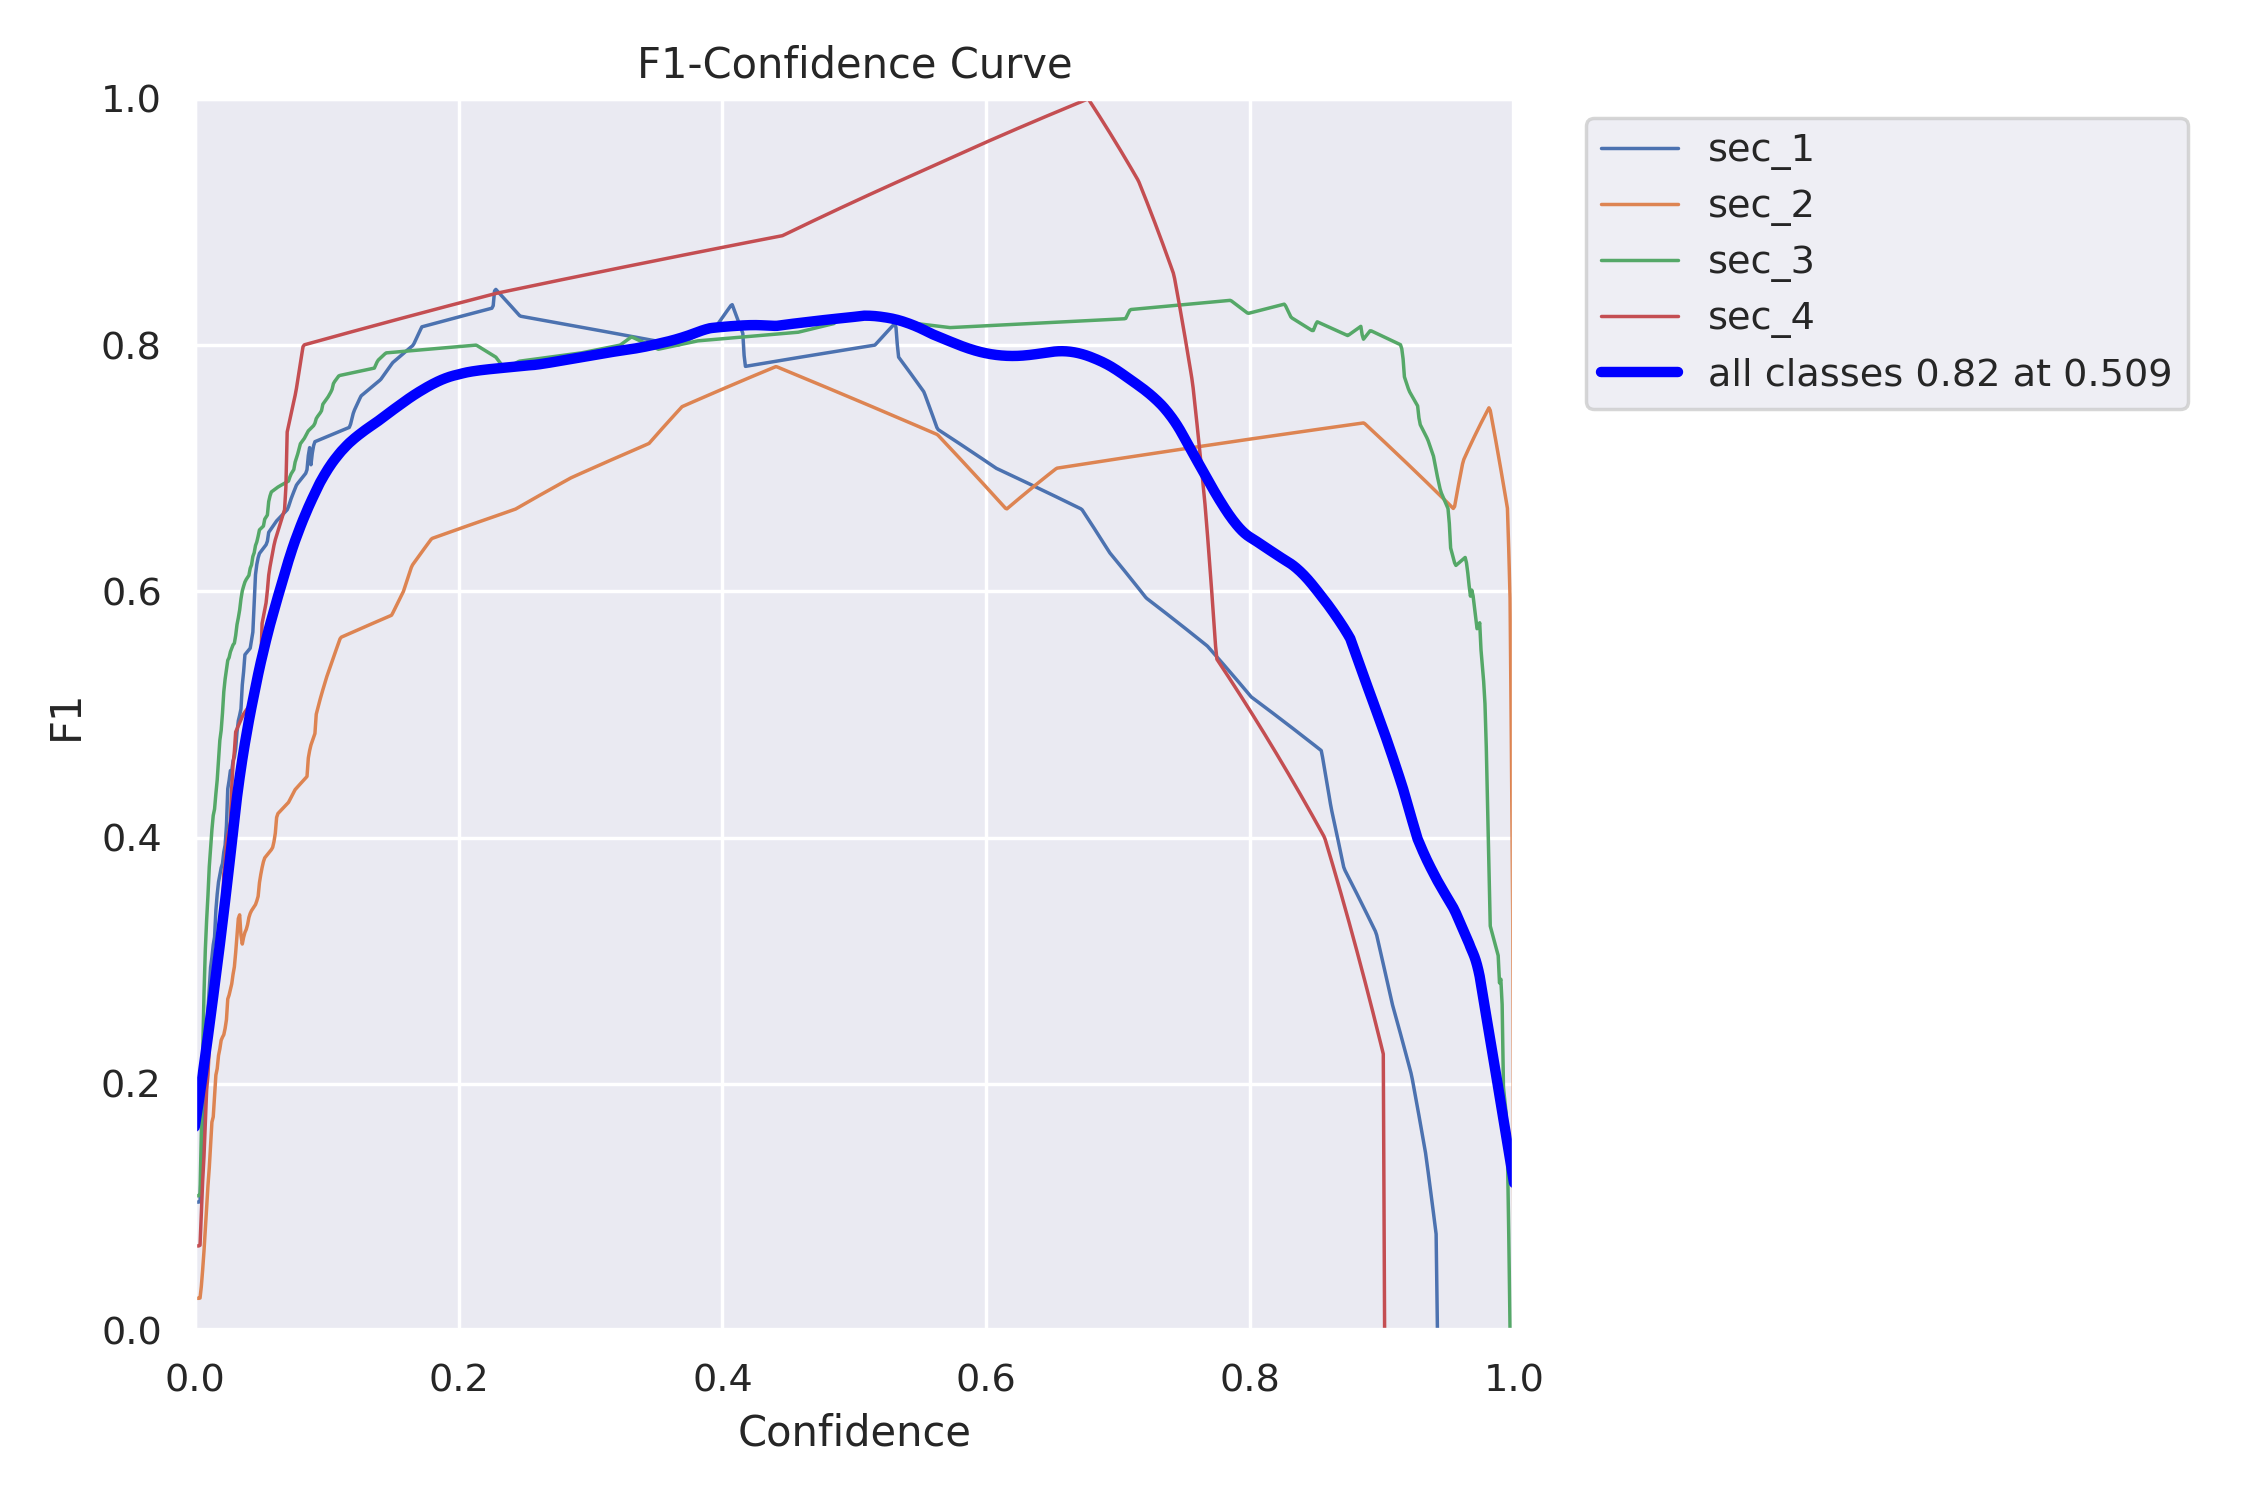 F1-Confidence Curve
1.0
0.8
0.6
0.4
0.2
0.0
F1
0.0 0.2 0.4 0.6 0.8 1.0
Confidence
sec_1
sec_2
sec_3
sec_4
all classes 0.82 at 0.509